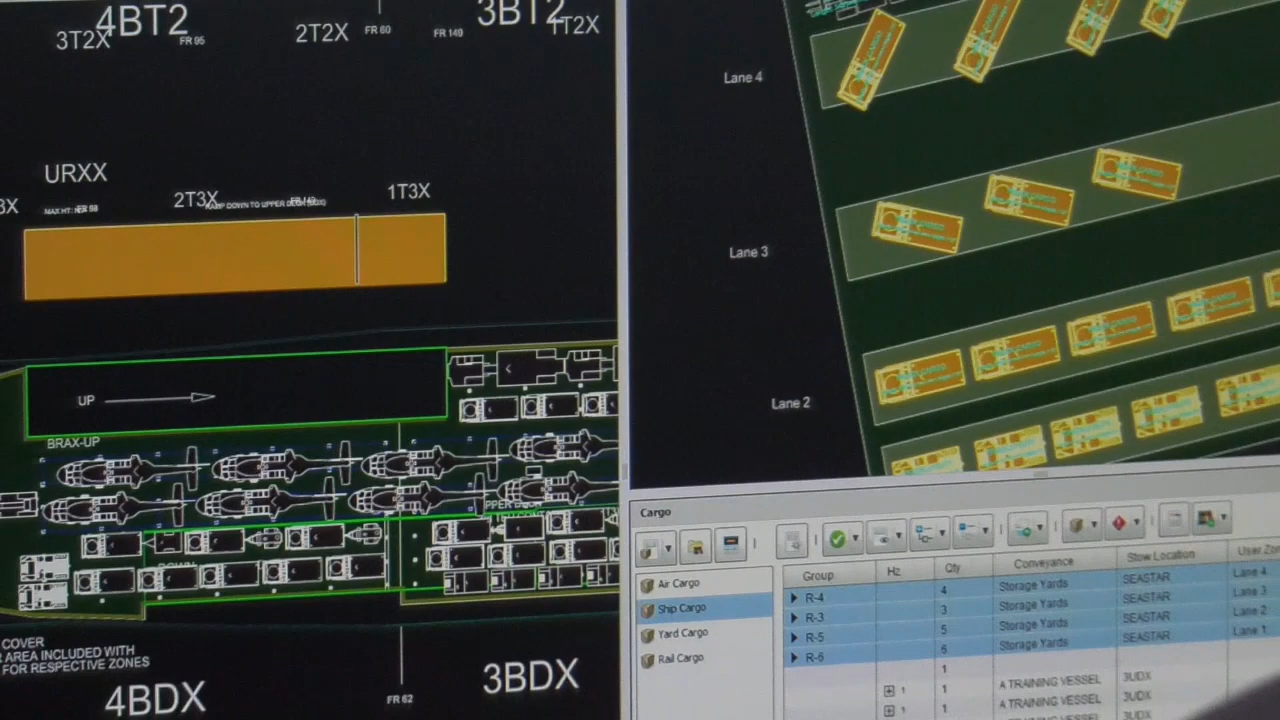 4BT2
3BT2
3T2X
FR 95
2T2X
FR 60
FR 149
1T2X
URXX
2T3X
1T3X
3X
UP
BRAX-UP
COVER
AREA INCLUDED WITH
FOR RESPECTIVE ZONES
4BDX
FR 62
3BDX
Lane 4
Lane 3
Lane 2
Cargo
Air Cargo
Ship Cargo
Yard Cargo
Rail Cargo
Group Hz Qty Conveyance Stow Location User Zo
R-4 4 Storage Yards SEASTAR Lane 4
R-3 3 Storage Yards SEASTAR Lane 3
R-5 5 Storage Yards SEASTAR Lane 2
R-6 6 Storage Yards SEASTAR Lane 1
1
1 1 A TRAINING VESSEL 3UDX
1 1 A TRAINING VESSEL 3UDX